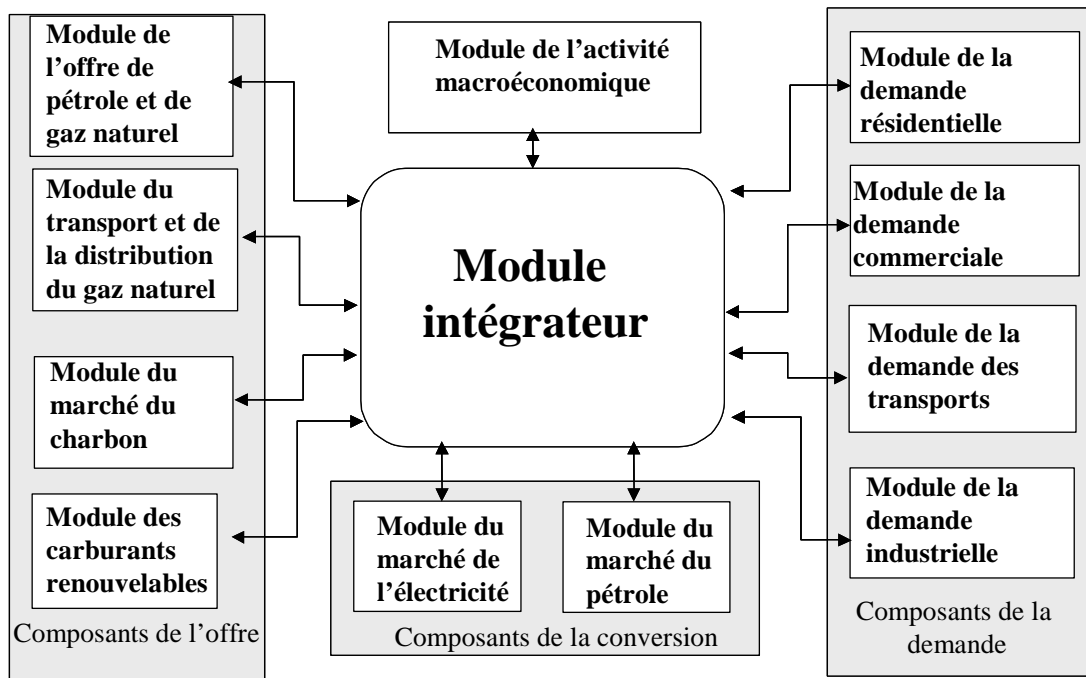 Module de
l’offre de
pétrole et de
gaz naturel
Module du
transport et de
la distribution
du gaz naturel
Module du
marché du
charbon
Module des
carburants
renouvelables
Composants de l’offre
Module de l’activité
macroéconomique
Module
intégrateur
Module du
marché de
l’électricité
Module du
marché du
pétrole
Composants de la conversion
Module de la
demande
résidentielle
Module de la
demande
commerciale
Module de la
demande des
transports
Module de la
demande
industrielle
Composants de la
demande